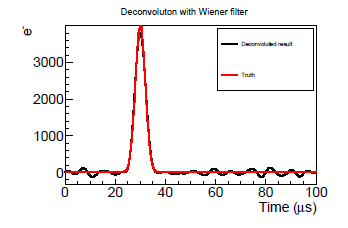 Deconvoluton with Wiener filter
e-
Deconvoluted result
Truth
3000
2000
1000
0
0 20 40 60 80 100
Time (μs)